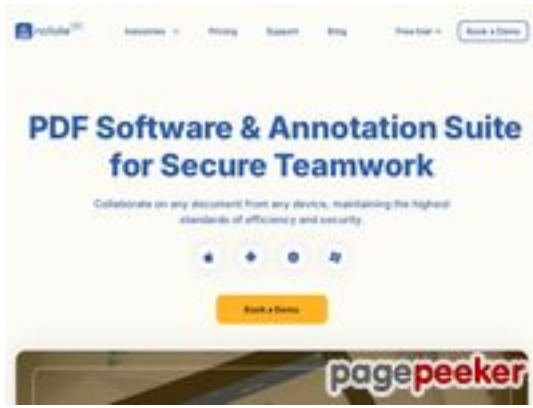 Industries Pricing Support Blog Free trial Book a Demo
PDF Software & Annotation Suite
for Secure Teamwork
Collaborate on any document from any device, maintaining the highest
standards of efficiency and security.
Book a Demo
pagepeeker